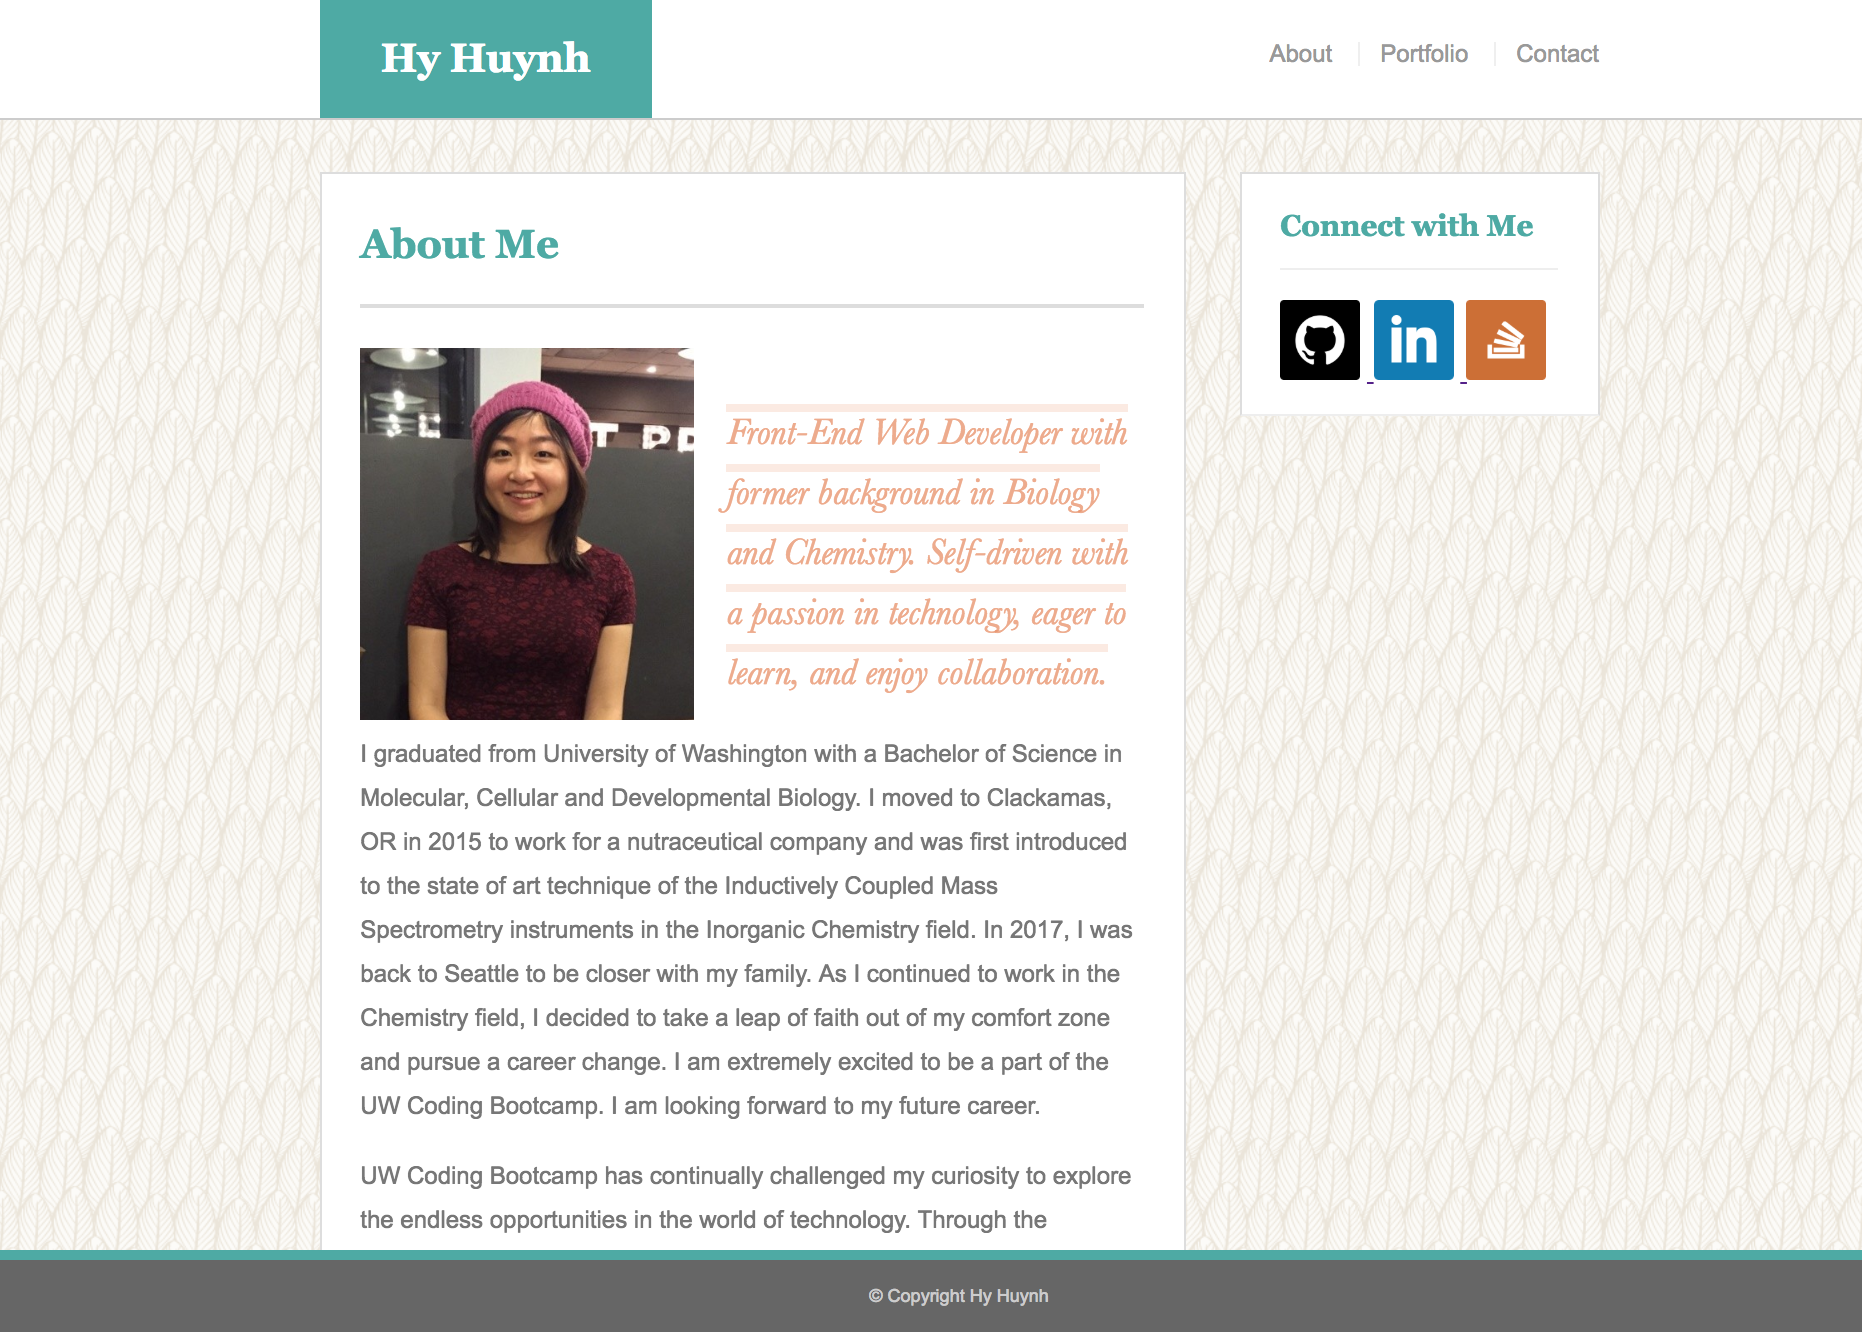 Hy Huynh
About
Portfolio
Contact
About Me
Front-End Web Developer with
former background in Biology
and Chemistry. Self-driven with
a passion in technology, eager to
learn, and enjoy collaboration.
I graduated from University of Washington with a Bachelor of Science in
Molecular, Cellular and Developmental Biology. I moved to Clackamas,
OR in 2015 to work for a nutraceutical company and was first introduced
to the state of art technique of the Inductively Coupled Mass
Spectrometry instruments in the Inorganic Chemistry field. In 2017, I was
back to Seattle to be closer with my family. As I continued to work in the
Chemistry field, I decided to take a leap of faith out of my comfort zone
and pursue a career change. I am extremely excited to be a part of the
UW Coding Bootcamp. I am looking forward to my future career.
UW Coding Bootcamp has continually challenged my curiosity to explore
the endless opportunities in the world of technology. Through the
Connect with Me
in
© Copyright Hy Huynh